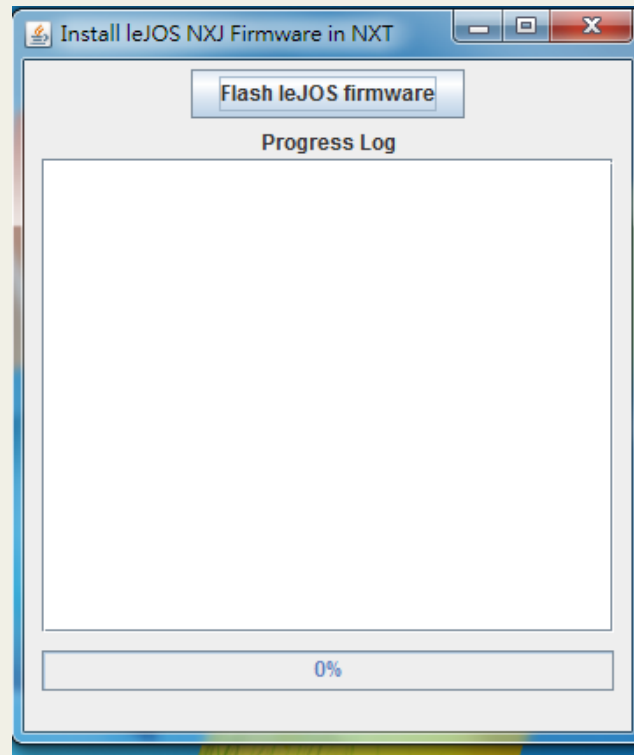 Install leJOS NXJ Firmware in NXT
Flash leJOS firmware
Progress Log
0%